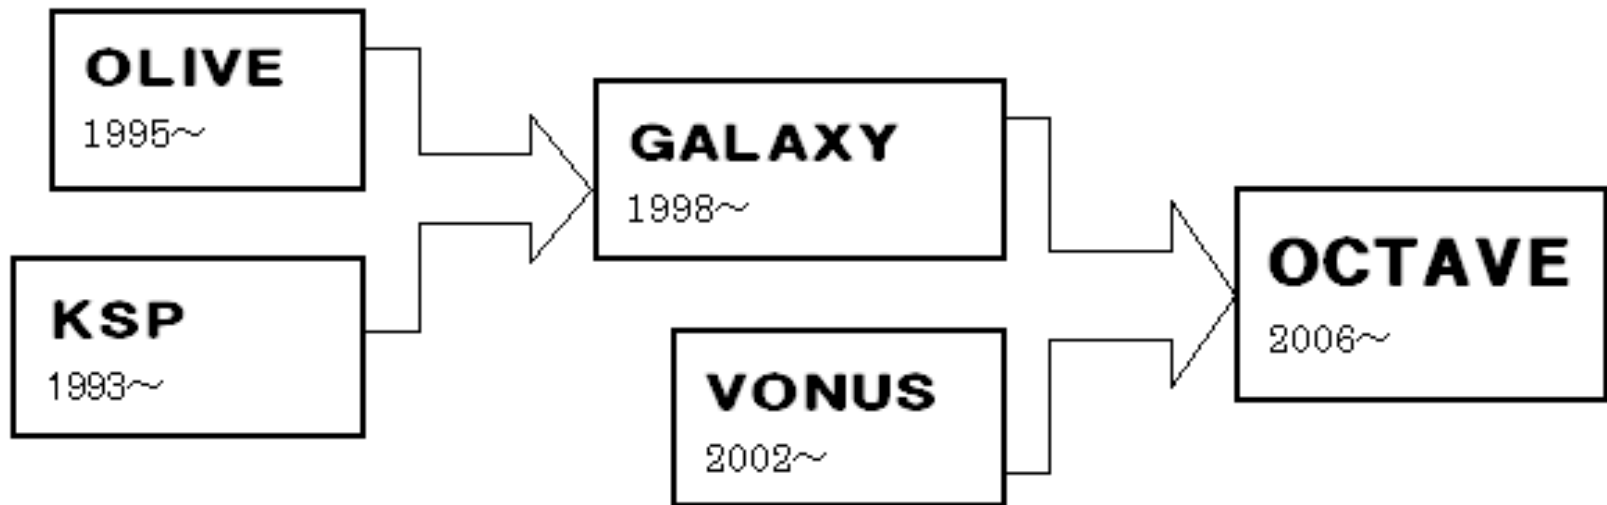 OLIVE
1995～
KSP
1993～
GALAXY
1998～
VONUS
2002～
OCTAVE
2006～